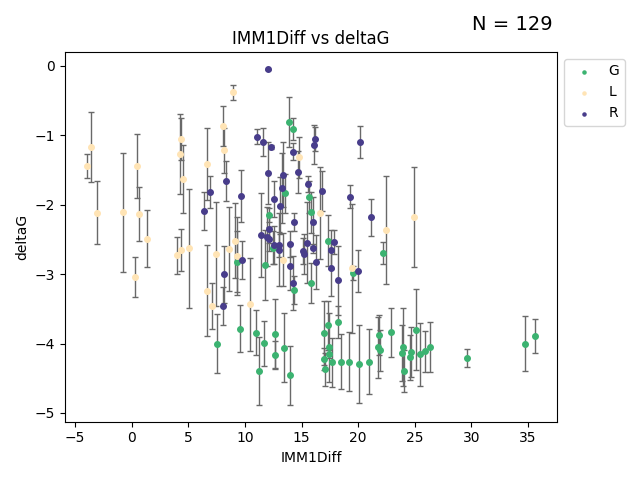 N = 129
IMM1Diff vs deltaG
G
L
R
deltaG
0
−1
−2
−3
−4
−5
−5 0 5 10 15 20 25 30 35
IMM1Diff